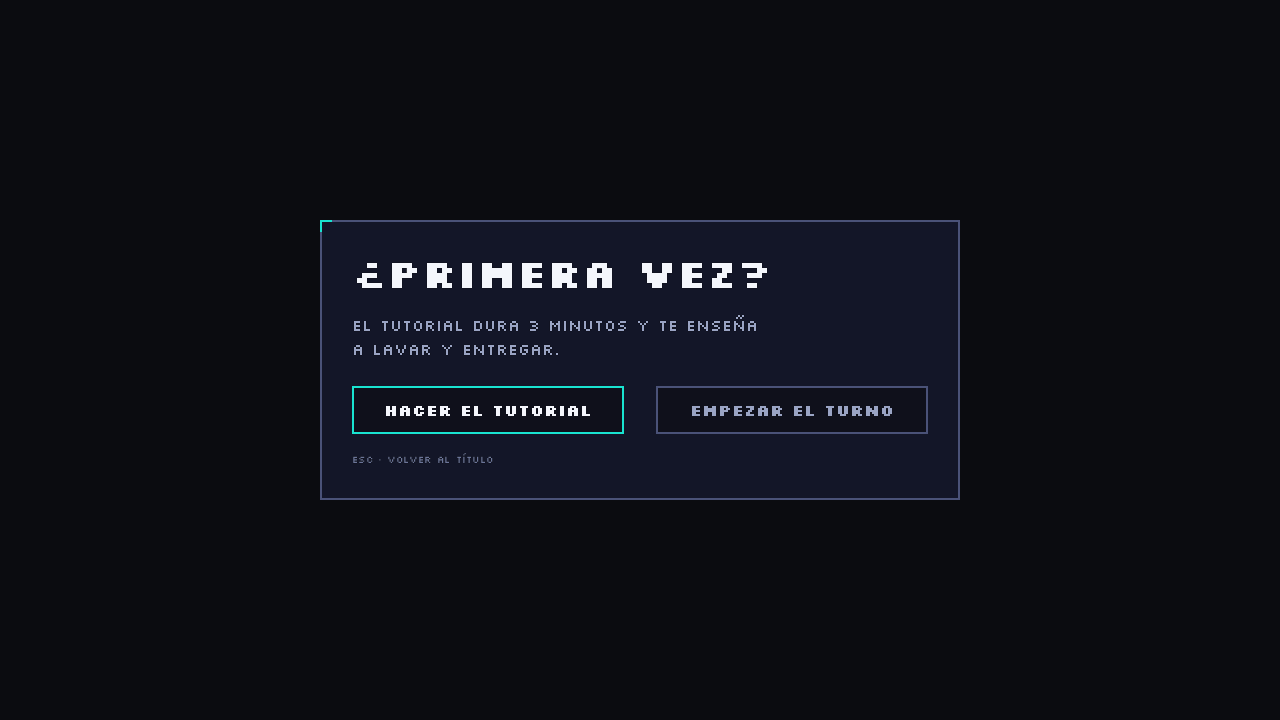 ¿PRIMERA VEZ?
EL TUTORIAL DURA 3 MINUTOS Y TE ENSEÑA
A LAVAR Y ENTREGAR.
HACER EL TUTORIAL
EMPEZAR EL TURNO
ESC · VOLVER AL TÍTULO